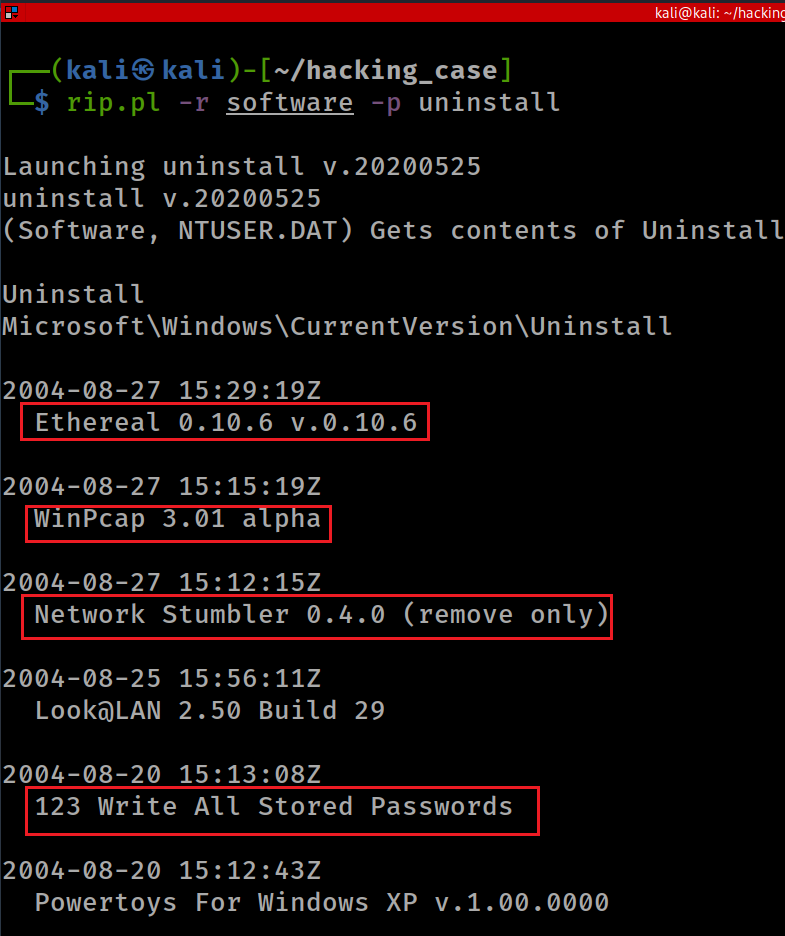 kali@kali: ~/hacking
(kali㉿kali)-[~/hacking_case]
$ rip.pl -r software -p uninstall
Launching uninstall v.20200525
uninstall v.20200525
(Software, NTUSER.DAT) Gets contents of Uninstall
Uninstall
Microsoft\Windows\CurrentVersion\Uninstall
2004-08-27 15:29:19Z
Ethereal 0.10.6 v.0.10.6
2004-08-27 15:15:19Z
WinPcap 3.01 alpha
2004-08-27 15:12:15Z
Network Stumbler 0.4.0 (remove only)
2004-08-25 15:56:11Z
Look@LAN 2.50 Build 29
2004-08-20 15:13:08Z
123 Write All Stored Passwords
2004-08-20 15:12:43Z
Powertoys For Windows XP v.1.00.0000